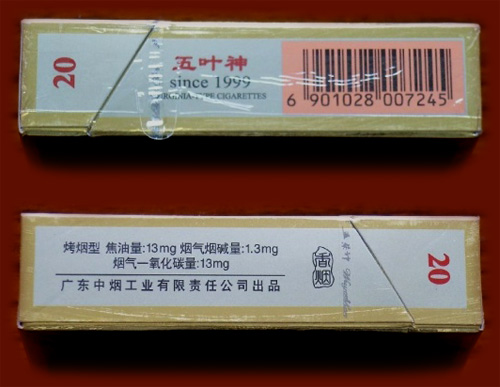 20
五叶神
since 1999
VIRGINIA-TYPE CIGARETTES
6 901028 007245
烤烟型 焦油量:13mg 烟气烟碱量:1.3mg
烟气一氧化碳量:13mg
广东中烟工业有限责任公司出品
香烟
20